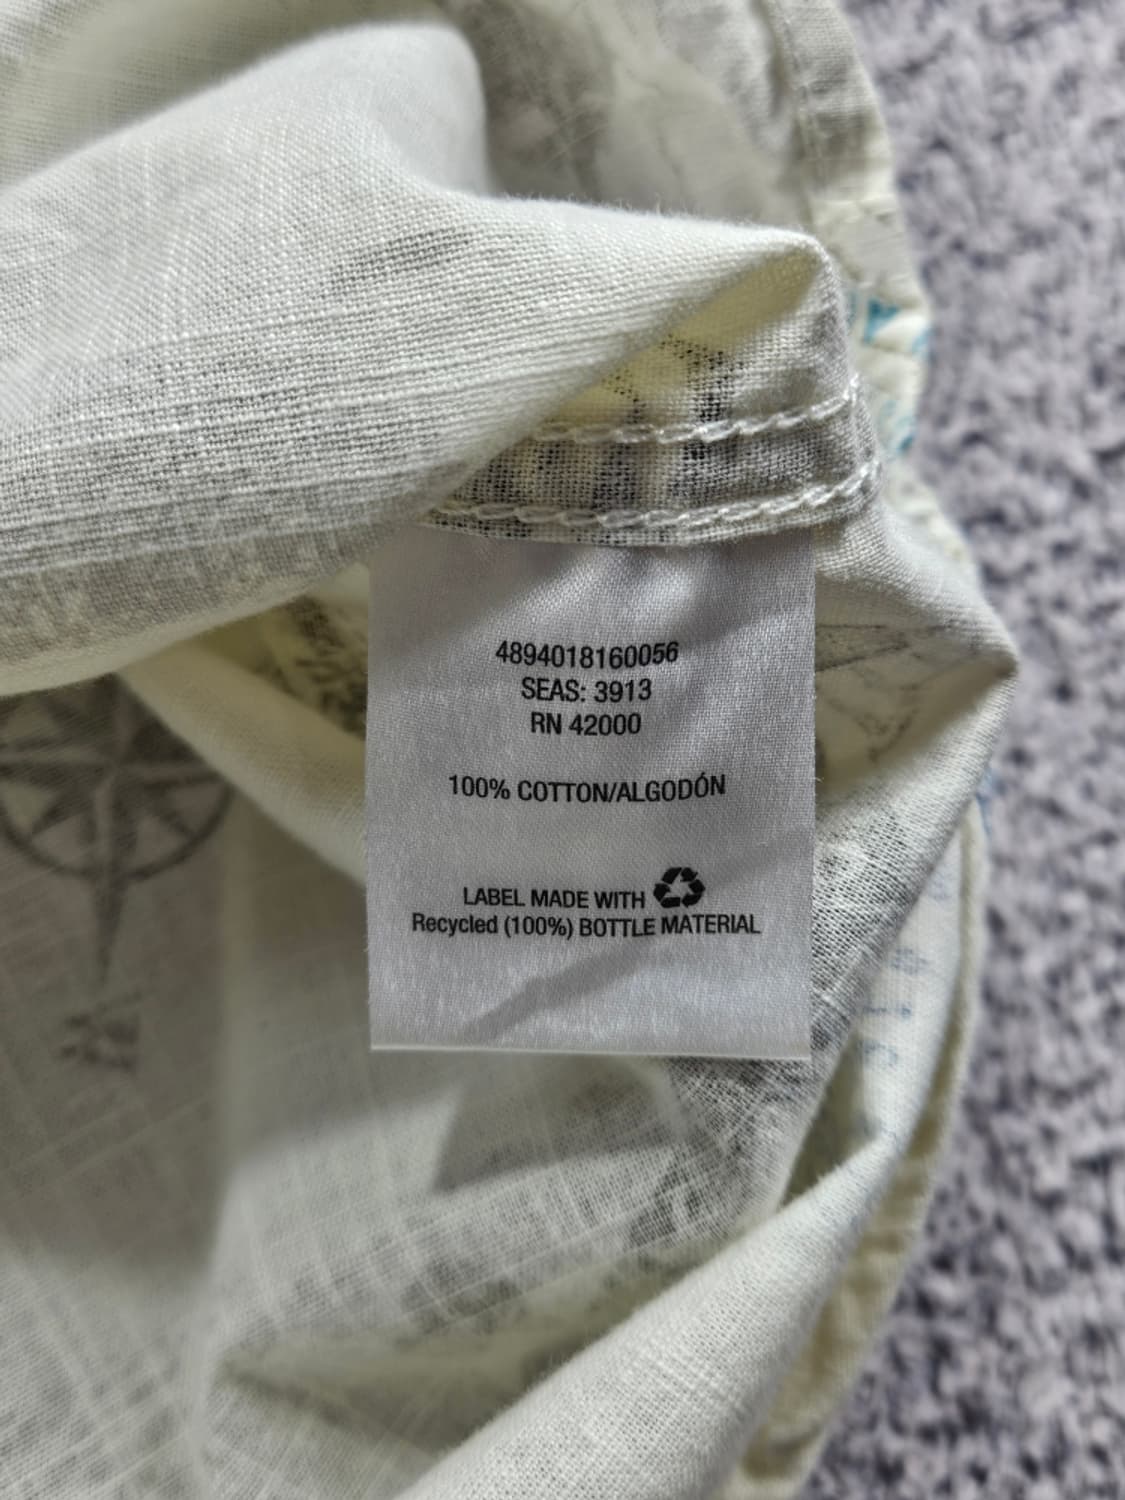 4894018160056
SEAS: 3913
RN 42000
100% COTTON/ALGODÓN
LABEL MADE WITH
Recycled (100%) BOTTLE MATERIAL